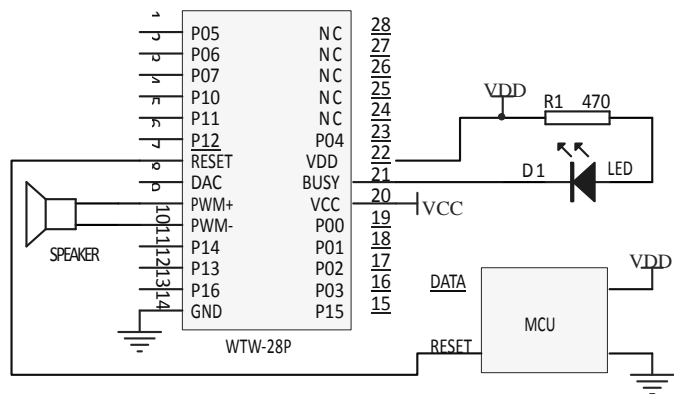 1 P05 NC 28
2 P06 NC 27
3 P07 NC 26
4 P10 NC 25
5 P11 NC 24
6 P12 P04 23
7 RESET VDD 22
8 DAC BUSY 21
9 PWM+ VCC 20
10 PWM- P00 19
11 P14 P01 18
12 P13 P02 17
13 P16 P03 16
14 GND P15 15
WTW-28P
SPEAKER
VCC
VDD
R1 470
D1 LED
DATA
RESET
MCU
VDD